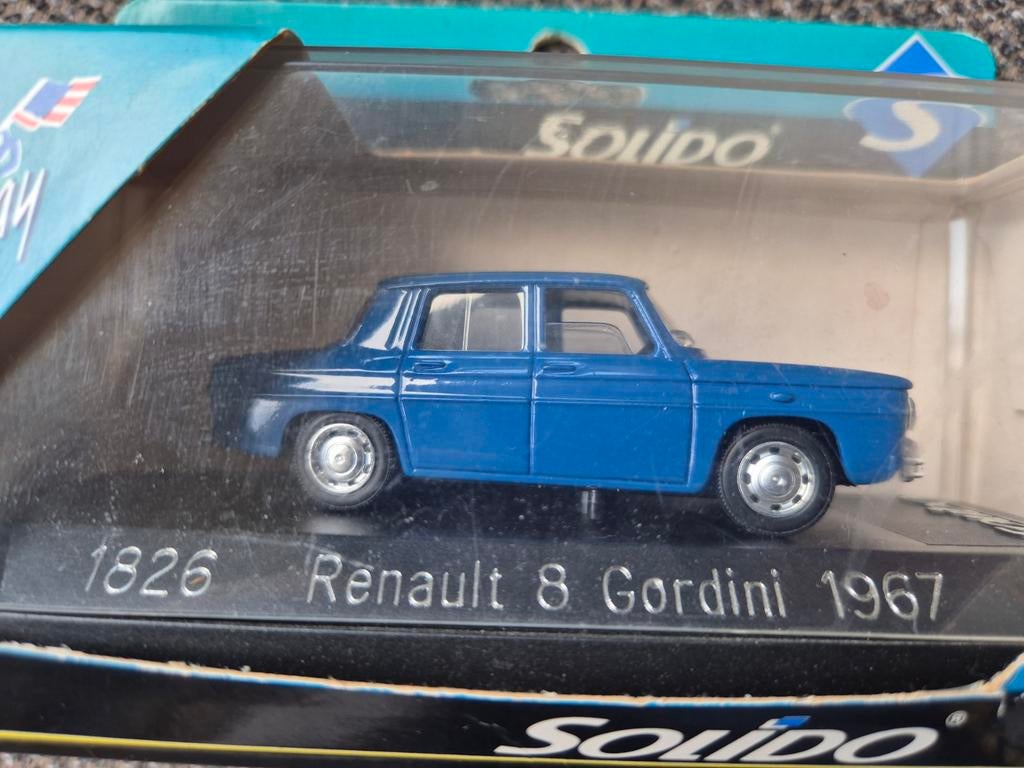 SOLIDO
S
1826 Renault 8 Gordini 1967
SOLIDO®